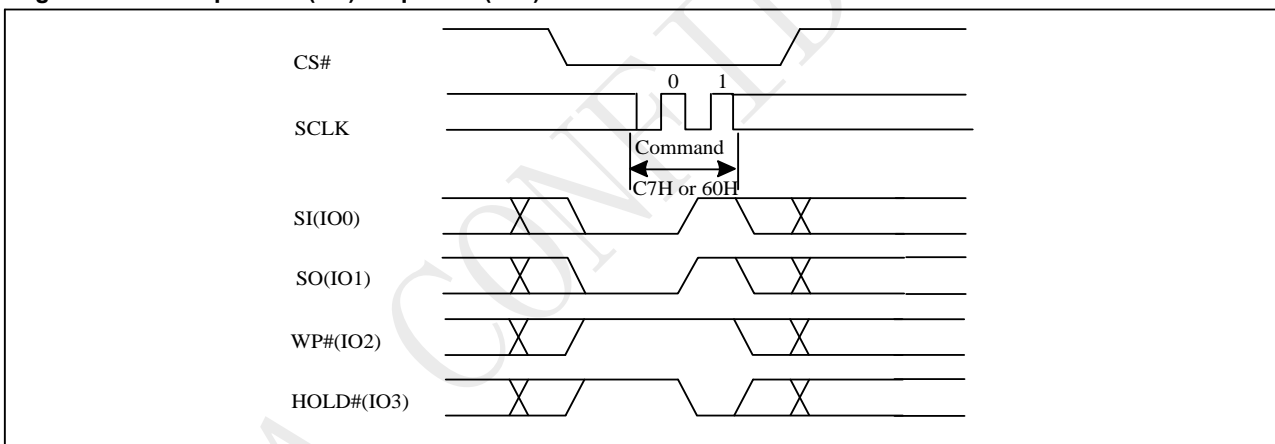 CS#
0 1
SCLK
Command
C7H or 60H
SI(IO0)
SO(IO1)
WP#(IO2)
HOLD#(IO3)